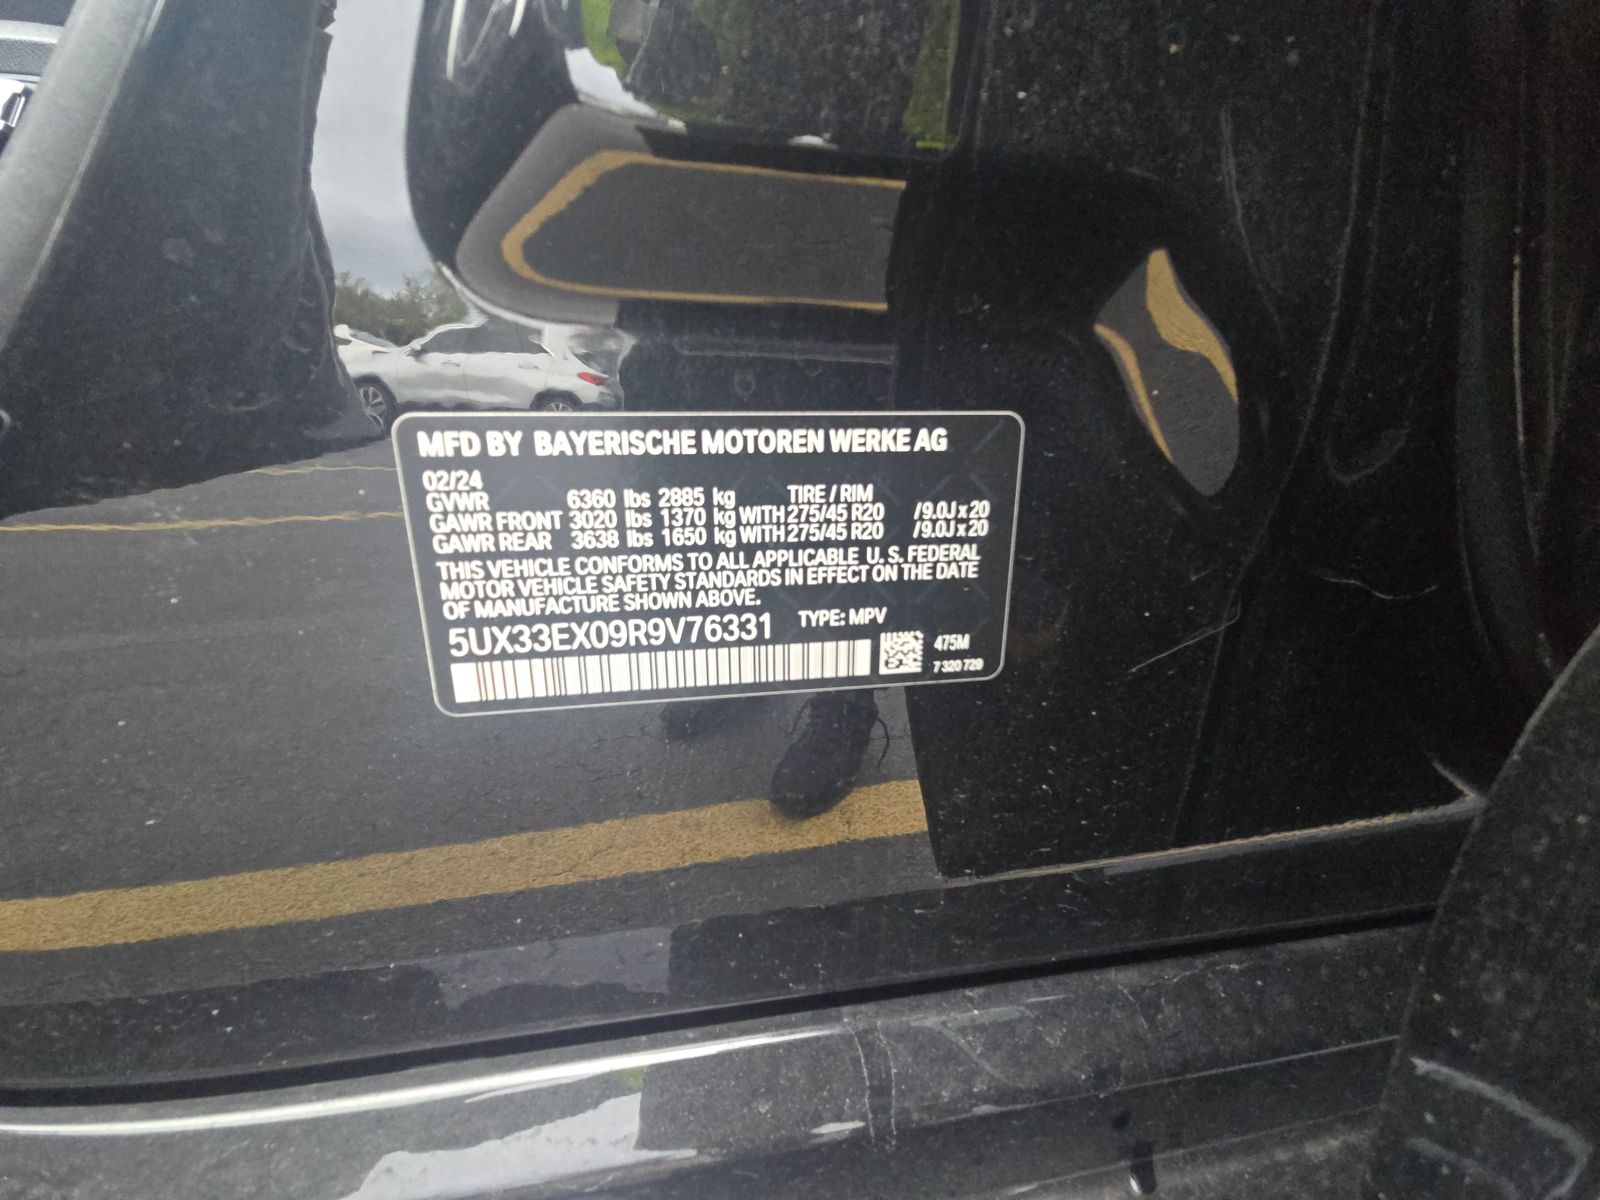 MFD BY BAYERISCHE MOTOREN WERKE AG
02/24
GVWR 6360 lbs 2885 kg TIRE / RIM
GAWR FRONT 3020 lbs 1370 kg WITH 275/45 R20 /9.0J x 20
GAWR REAR 3638 lbs 1650 kg WITH 275/45 R20 /9.0J x 20
THIS VEHICLE CONFORMS TO ALL APPLICABLE U. S. FEDERAL
MOTOR VEHICLE SAFETY STANDARDS IN EFFECT ON THE DATE
OF MANUFACTURE SHOWN ABOVE.
5UX33EX09R9V76331 TYPE: MPV
475M
7 320 729